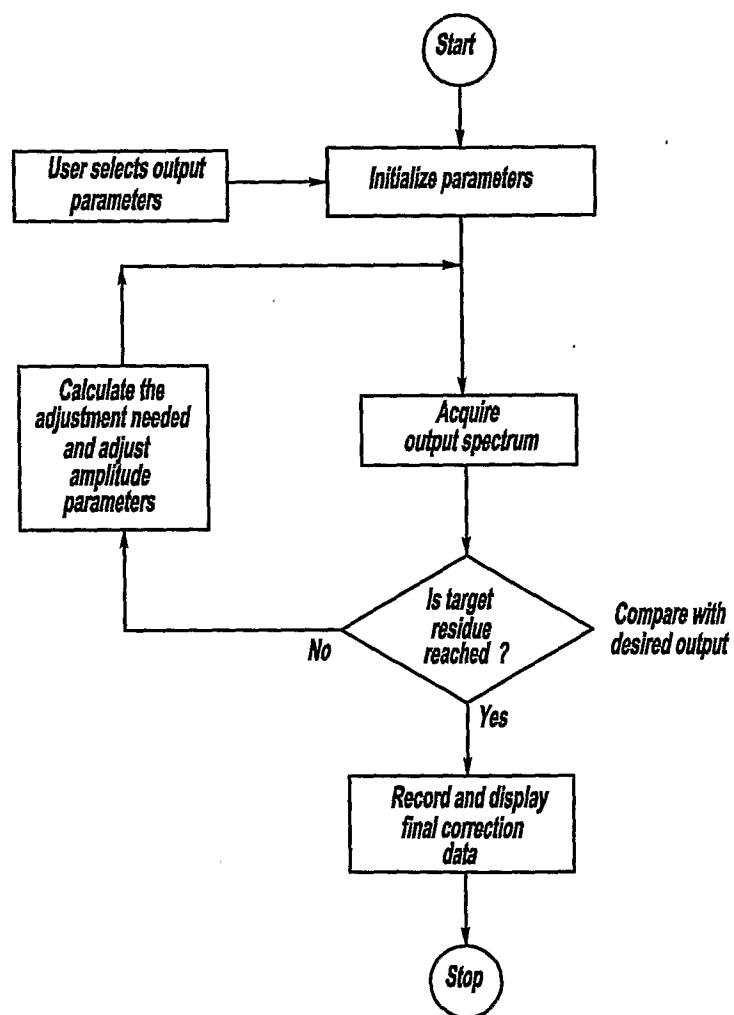 Start
User selects output
parameters
Initialize parameters
Calculate the
adjustment needed
and adjust
amplitude
parameters
Acquire
output spectrum
Is target
residue
reached ?
Compare with
desired output
No
Yes
Record and display
final correction
data
Stop